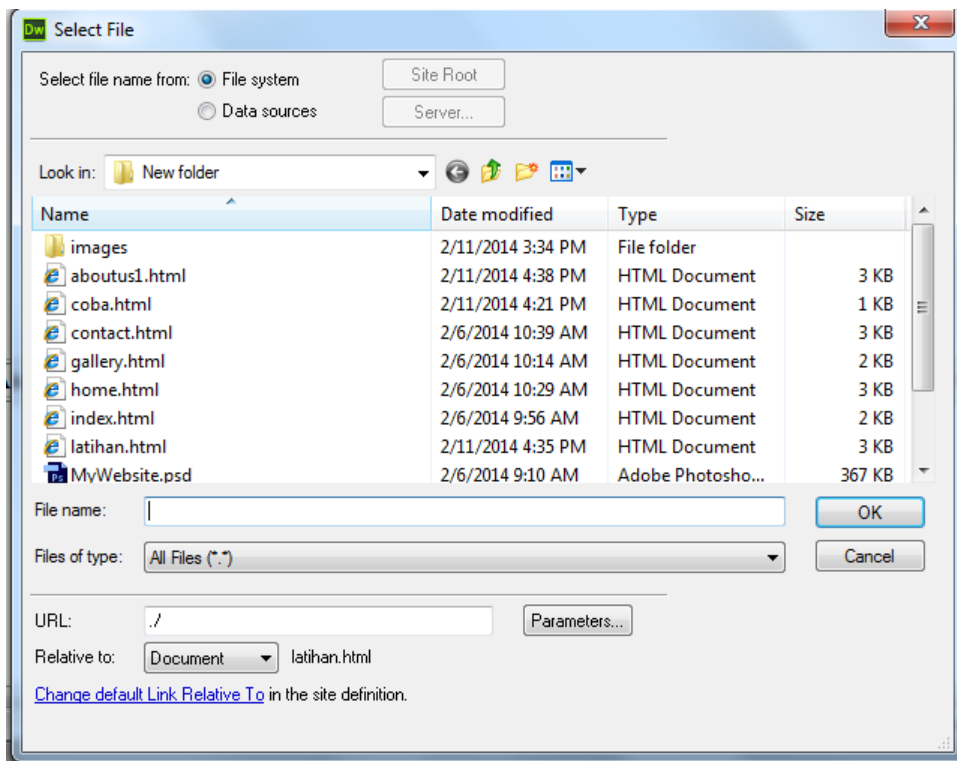 Dw Select File
Select file name from: File system Site Root
Data sources Server...
Look in: New folder
Name Date modified Type Size
images 2/11/2014 3:34 PM File folder
aboutus1.html 2/11/2014 4:38 PM HTML Document 3 KB
coba.html 2/11/2014 4:21 PM HTML Document 1 KB
contact.html 2/6/2014 10:39 AM HTML Document 3 KB
gallery.html 2/6/2014 10:14 AM HTML Document 2 KB
home.html 2/6/2014 10:29 AM HTML Document 3 KB
index.html 2/6/2014 9:56 AM HTML Document 2 KB
latihan.html 2/11/2014 4:35 PM HTML Document 3 KB
Ps MyWebsite.psd 2/6/2014 9:10 AM Adobe Photosho... 367 KB
File name: OK
Files of type: All Files (*.*) Cancel
URL: ./ Parameters...
Relative to: Document latihan.html
Change default Link Relative To in the site definition.